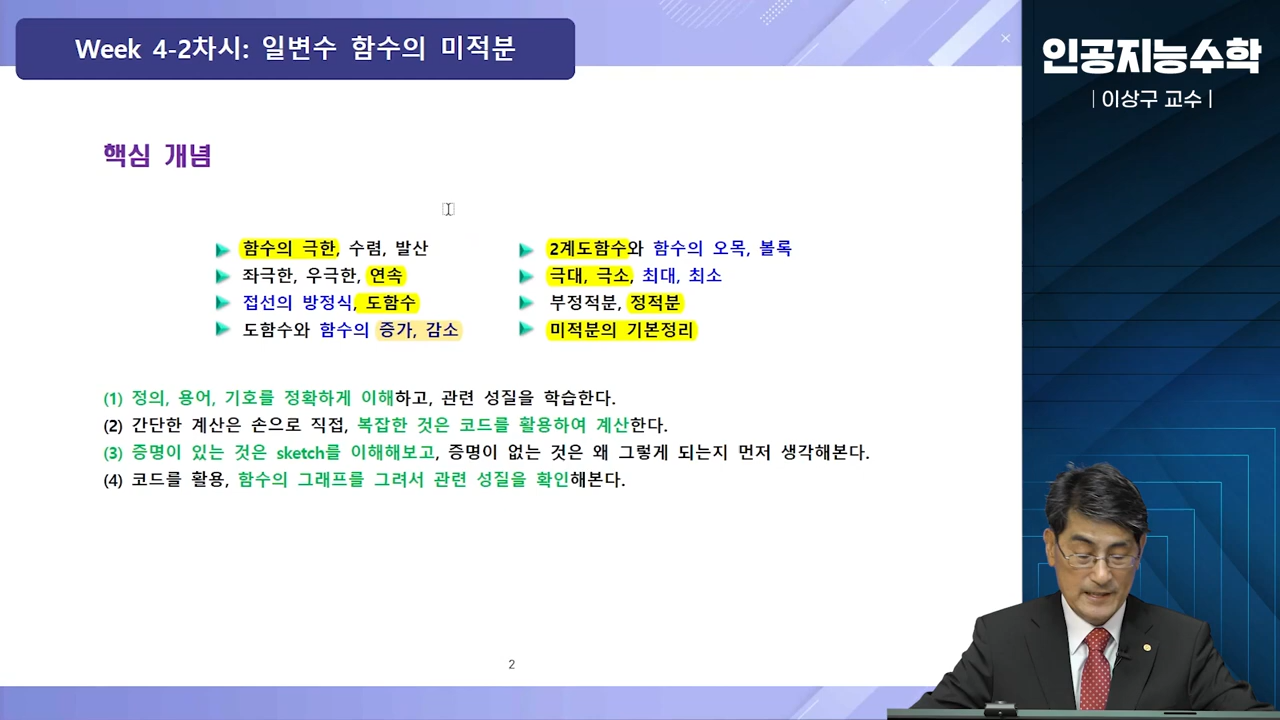 Week 4-2차시: 일변수 함수의 미적분
인공지능수학
| 이상구 교수 |
핵심 개념
함수의 극한, 수렴, 발산
좌극한, 우극한, 연속
접선의 방정식, 도함수
도함수와 함수의 증가, 감소
2계도함수와 함수의 오목, 볼록
극대, 극소, 최대, 최소
부정적분, 정적분
미적분의 기본정리
(1) 정의, 용어, 기호를 정확하게 이해하고, 관련 성질을 학습한다.
(2) 간단한 계산은 손으로 직접, 복잡한 것은 코드를 활용하여 계산한다.
(3) 증명이 있는 것은 sketch를 이해해보고, 증명이 없는 것은 왜 그렇게 되는지 먼저 생각해본다.
(4) 코드를 활용, 함수의 그래프를 그려서 관련 성질을 확인해본다.
2